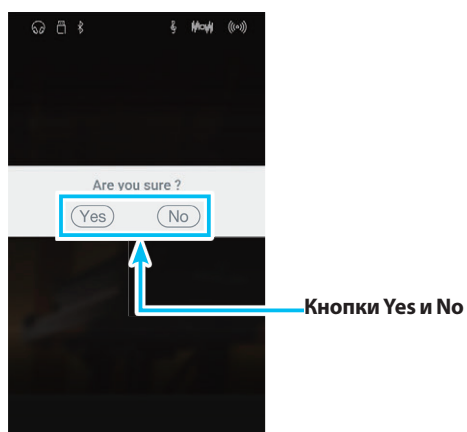 Are you sure ?
Yes No
Кнопки Yes и No